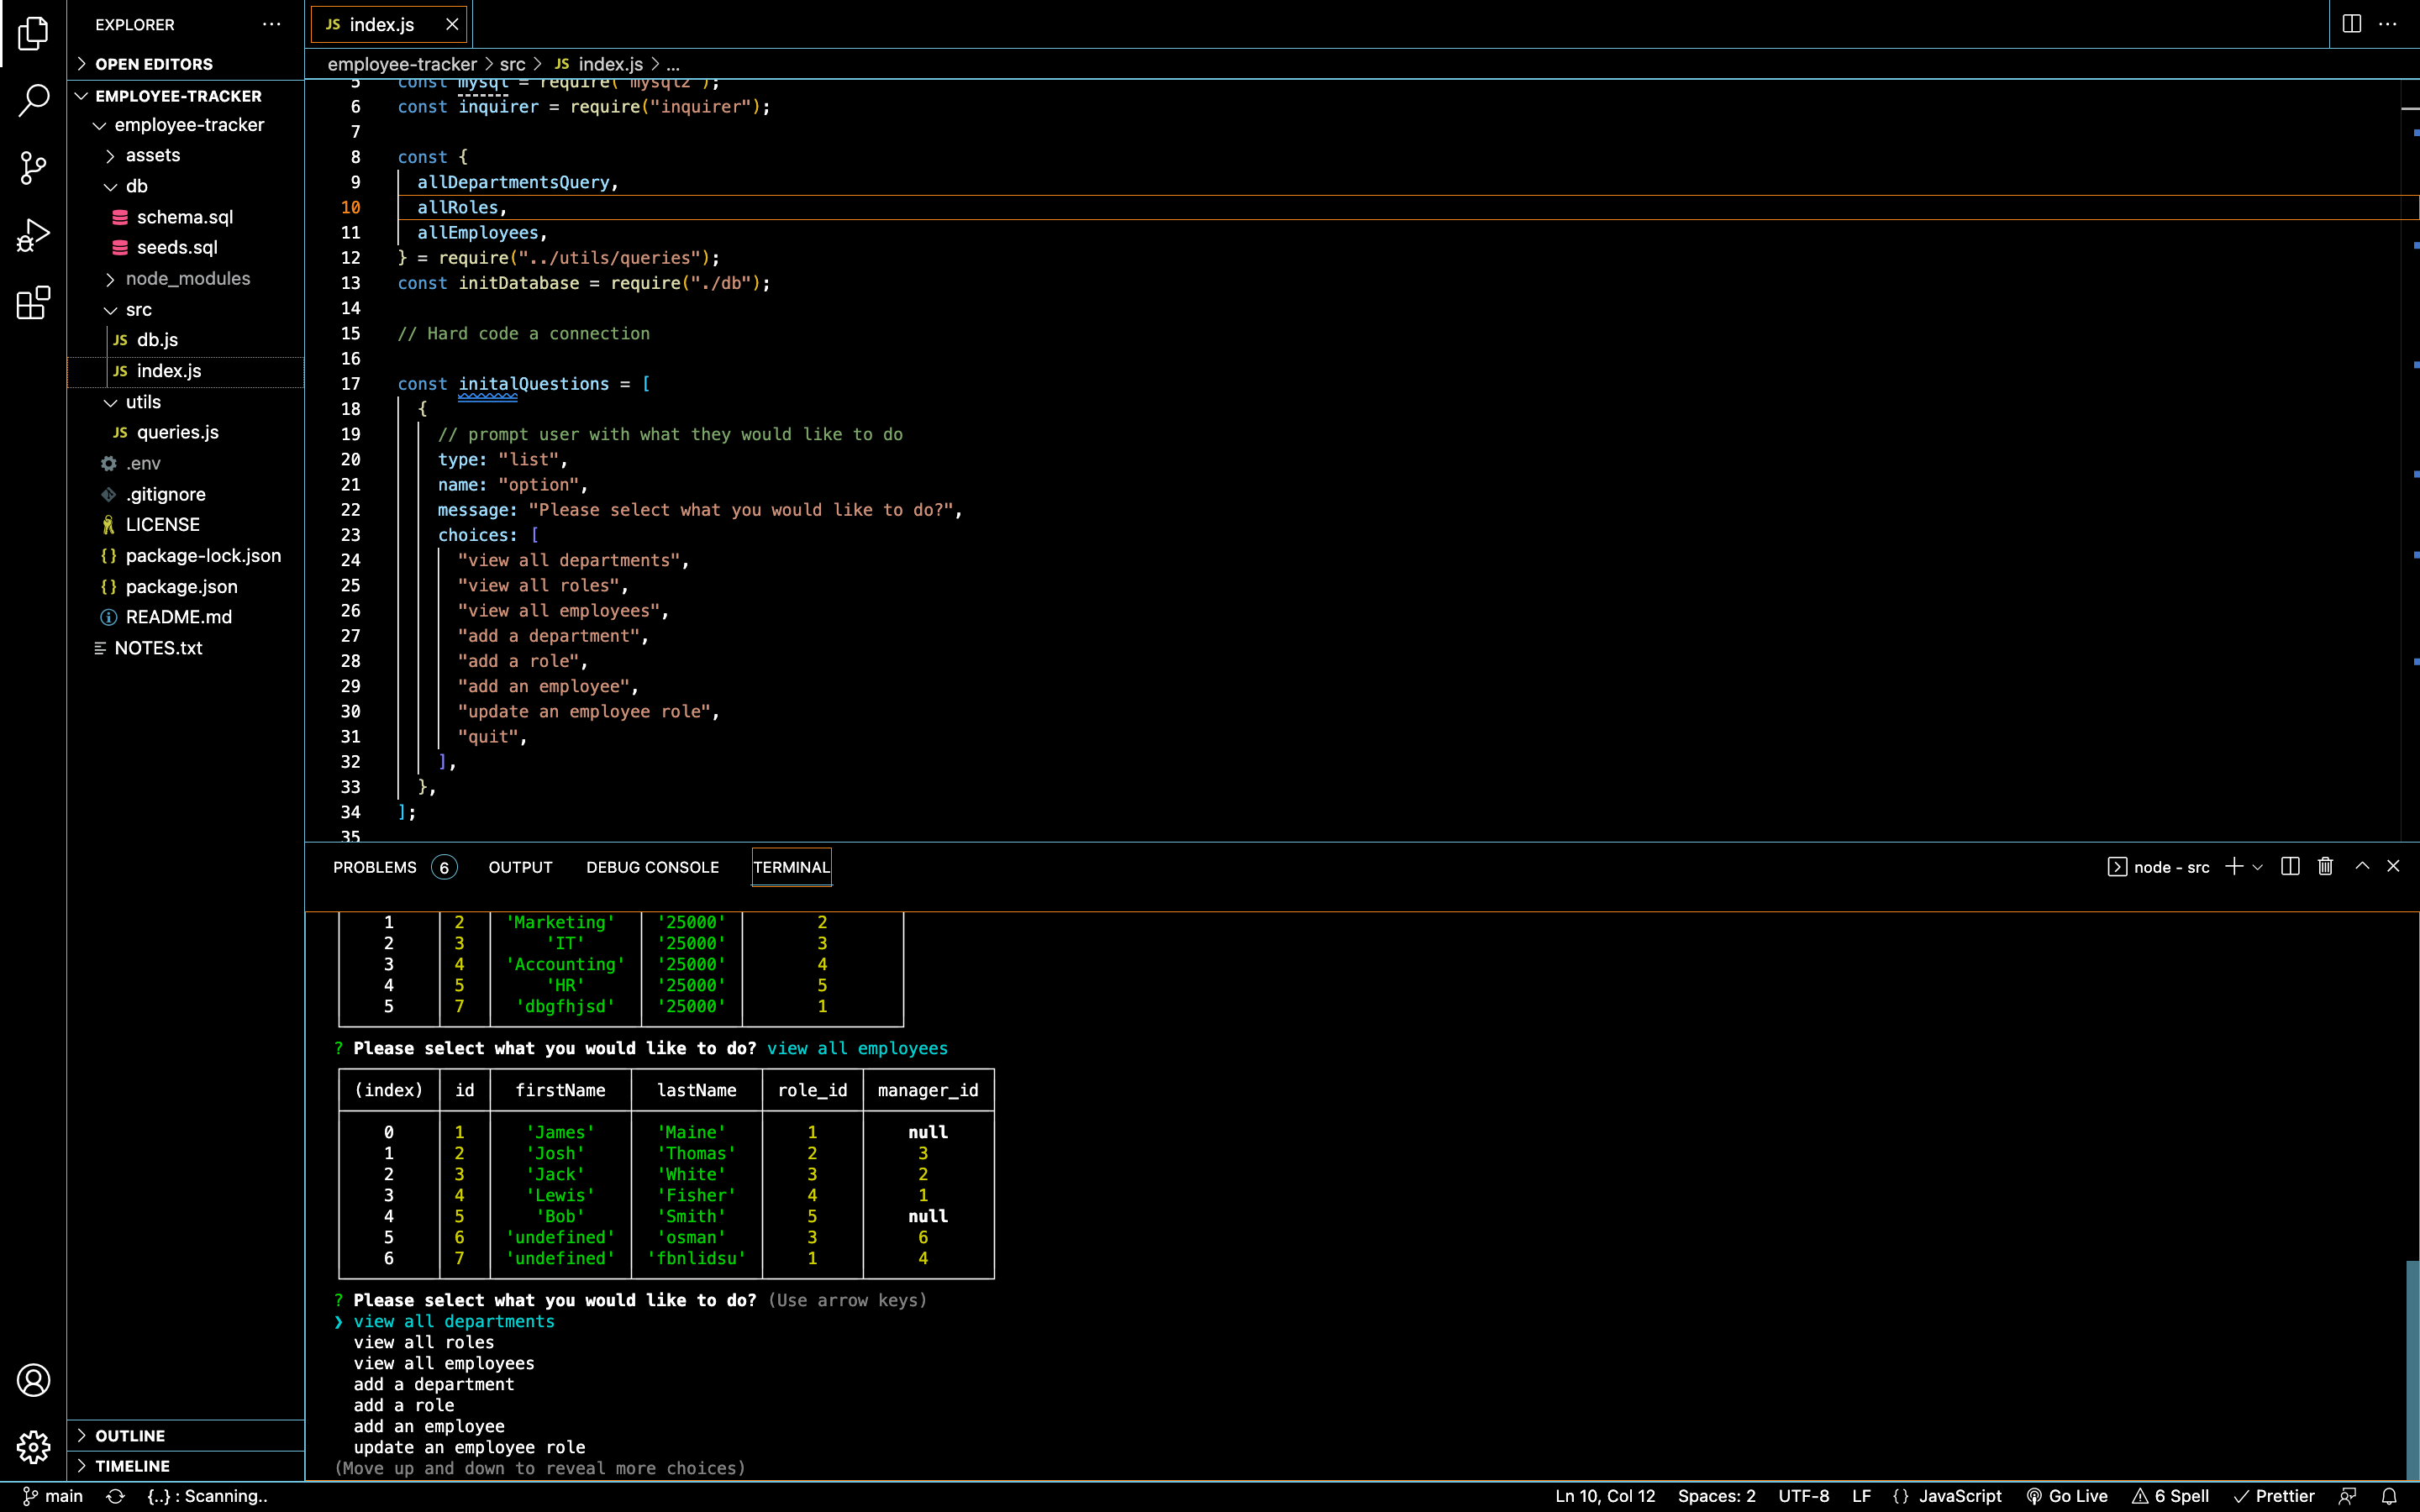 EXPLORER
OPEN EDITORS
EMPLOYEE-TRACKER
employee-tracker
assets
db
schema.sql
seeds.sql
node_modules
src
JS db.js
JS index.js
utils
JS queries.js
.env
.gitignore
LICENSE
{} package-lock.json
{} package.json
README.md
NOTES.txt
OUTLINE
TIMELINE
JS index.js
employee-tracker > src > JS index.js > ...
5 const mysql = require("mysql2");
6 const inquirer = require("inquirer");
7
8 const {
9 allDepartmentsQuery,
10 allRoles,
11 allEmployees,
12 } = require("../utils/queries");
13 const initDatabase = require("./db");
14
15 // Hard code a connection
16
17 const initalQuestions = [
18 {
19 // prompt user with what they would like to do
20 type: "list",
21 name: "option",
22 message: "Please select what you would like to do?",
23 choices: [
24 "view all departments",
25 "view all roles",
26 "view all employees",
27 "add a department",
28 "add a role",
29 "add an employee",
30 "update an employee role",
31 "quit",
32 ],
33 },
34 ];
35
PROBLEMS 6 OUTPUT DEBUG CONSOLE TERMINAL node - src
1 2 'Marketing' '25000' 2
2 3 'IT' '25000' 3
3 4 'Accounting' '25000' 4
4 5 'HR' '25000' 5
5 7 'dbgfhjsd' '25000' 1
? Please select what you would like to do? view all employees
(index) id firstName lastName role_id manager_id
0 1 'James' 'Maine' 1 null
1 2 'Josh' 'Thomas' 2 3
2 3 'Jack' 'White' 3 2
3 4 'Lewis' 'Fisher' 4 1
4 5 'Bob' 'Smith' 5 null
5 6 'undefined' 'osman' 3 6
6 7 'undefined' 'fbnlidsu' 1 4
? Please select what you would like to do? (Use arrow keys)
❯ view all departments
view all roles
view all employees
add a department
add a role
add an employee
update an employee role
(Move up and down to reveal more choices)
main {..} : Scanning.. Ln 10, Col 12 Spaces: 2 UTF-8 LF {} JavaScript Go Live 6 Spell Prettier